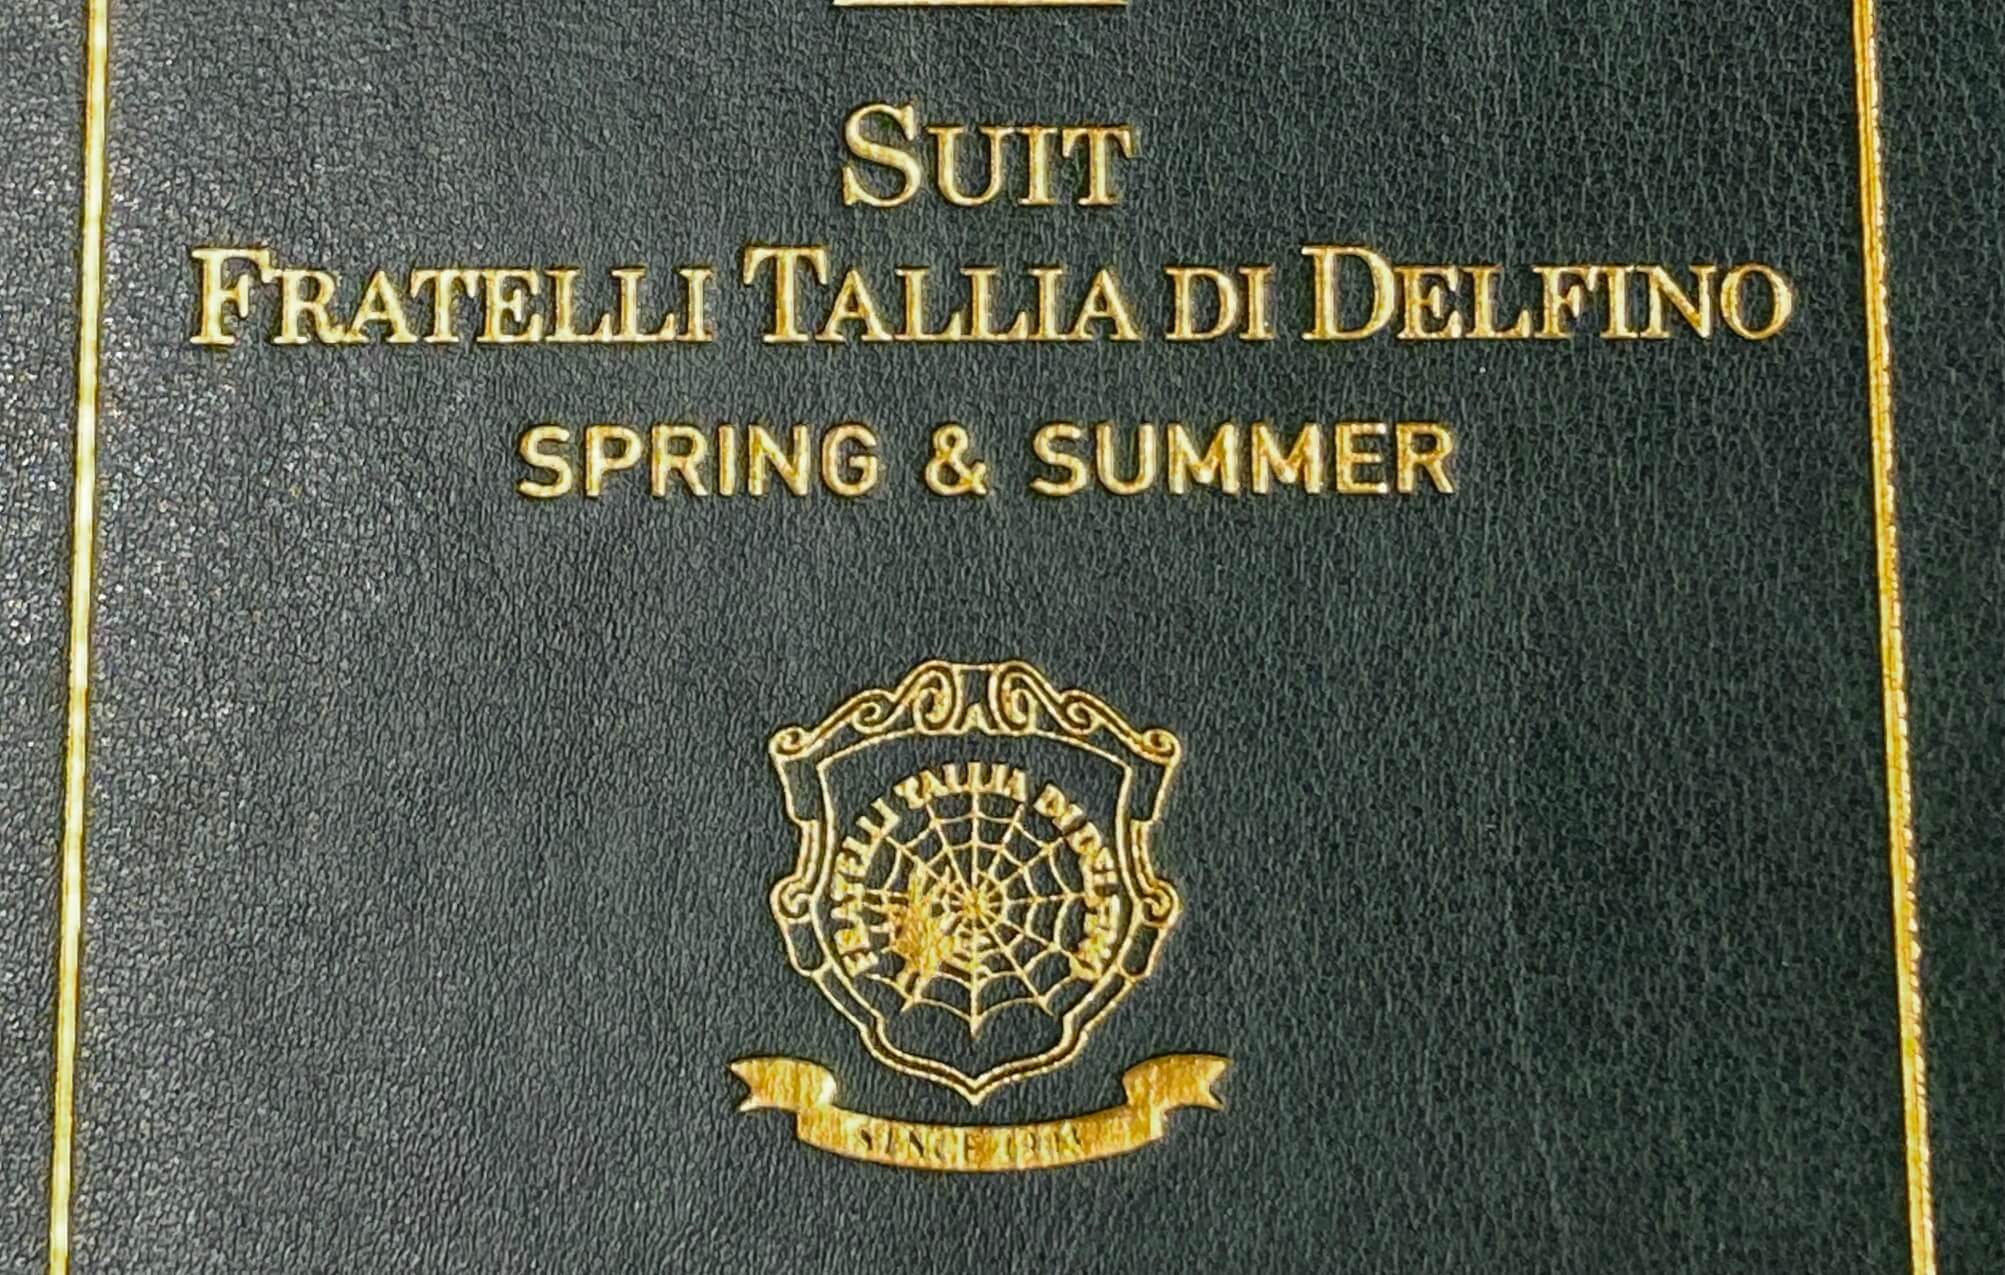 SUIT
FRATELLI TALLIA DI DELFINO
SPRING & SUMMER
FRATELLI TALLIA DI DELFINO
SINCE